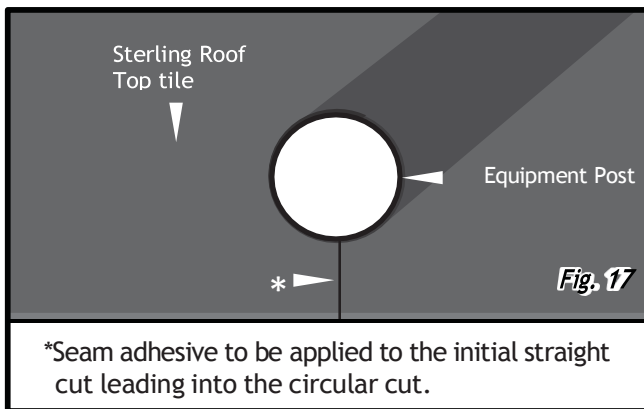 Sterling Roof
Top tile
Equipment Post
*
Fig. 17
*Seam adhesive to be applied to the initial straight
cut leading into the circular cut.